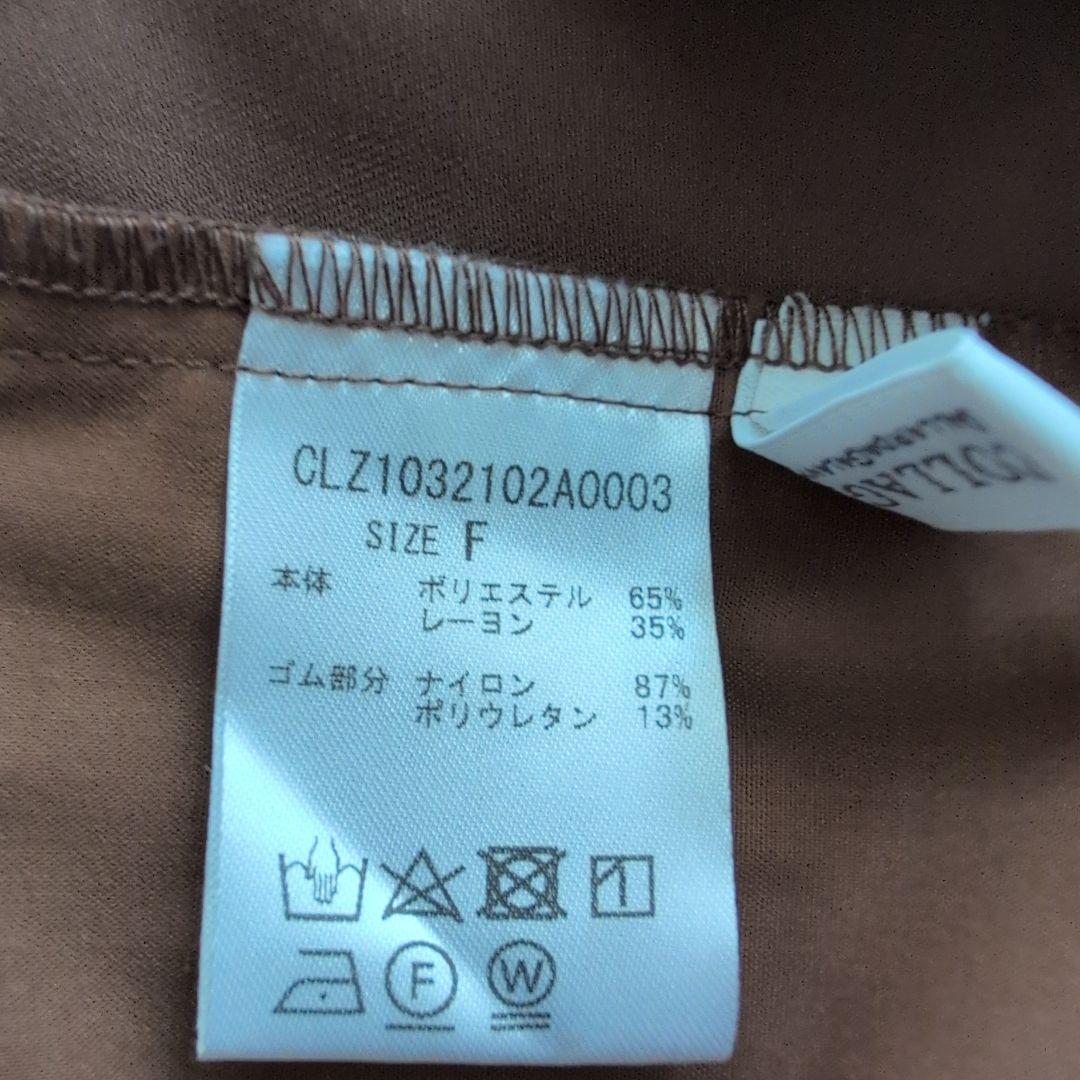 CLZ1032102A0003
SIZE F
本体 ポリエステル 65%
レーヨン 35%
ゴム部分 ナイロン 87%
ポリウレタン 13%
1
F
W